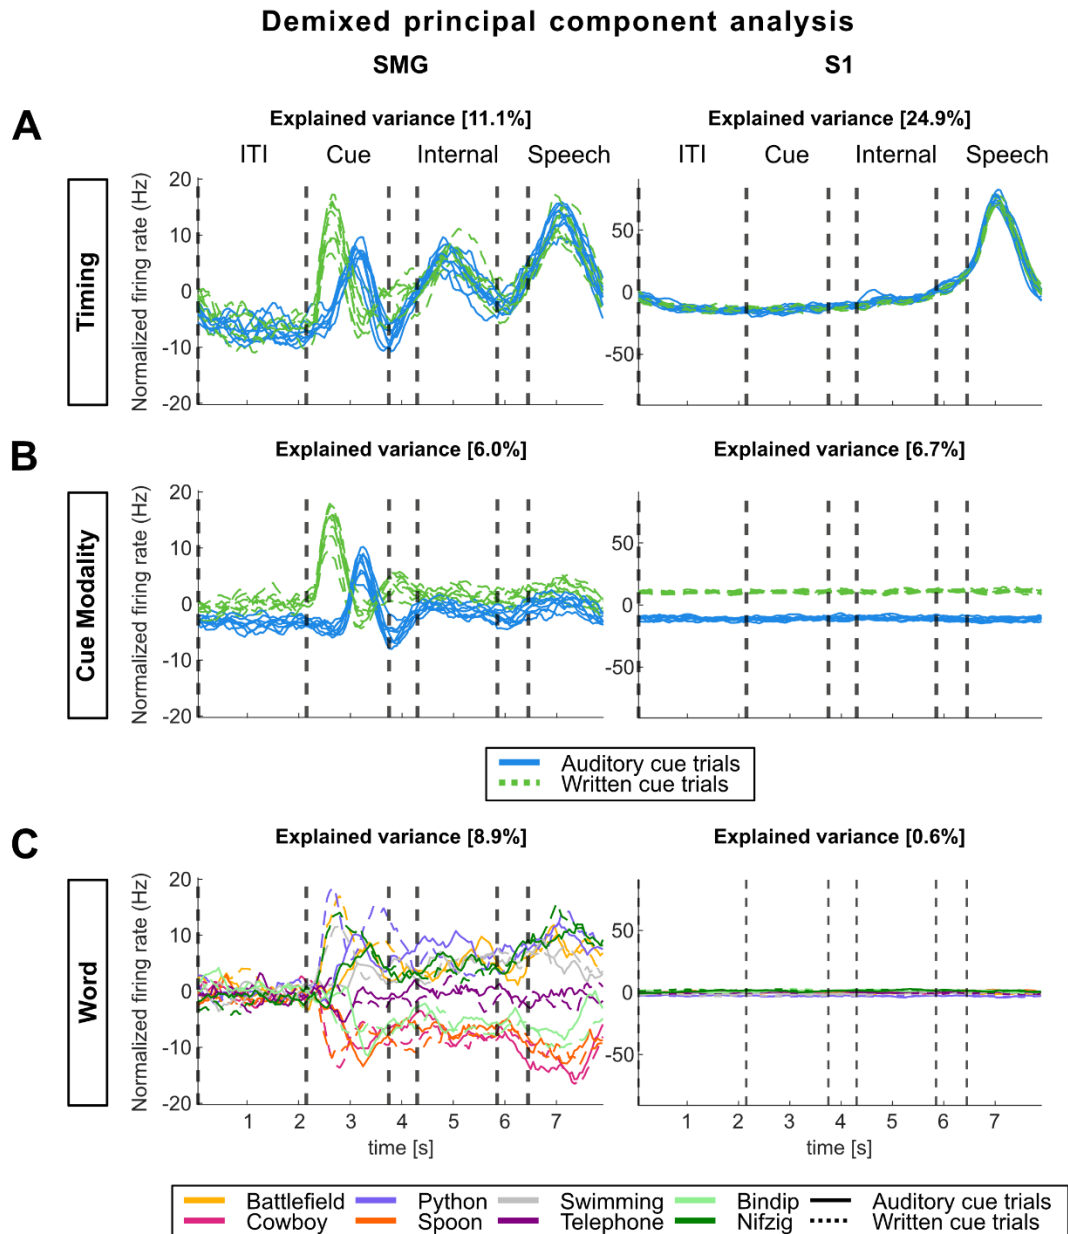 Demixed principal component analysis
SMG S1
A
Explained variance [11.1%] Explained variance [24.9%]
ITI Cue Internal Speech ITI Cue Internal Speech
Timing
Normalized firing rate (Hz)
20
10
0
-10
-20
50
0
-50
B
Explained variance [6.0%] Explained variance [6.7%]
Cue Modality
Normalized firing rate (Hz)
20
10
0
-10
-20
50
0
-50
Auditory cue trials
Written cue trials
C
Explained variance [8.9%] Explained variance [0.6%]
Word
Normalized firing rate (Hz)
20
10
0
-10
-20
50
0
-50
1 2 3 4 5 6 7 1 2 3 4 5 6 7
time [s] time [s]
Battlefield Python Swimming Bindip Auditory cue trials
Cowboy Spoon Telephone Nifzig Written cue trials